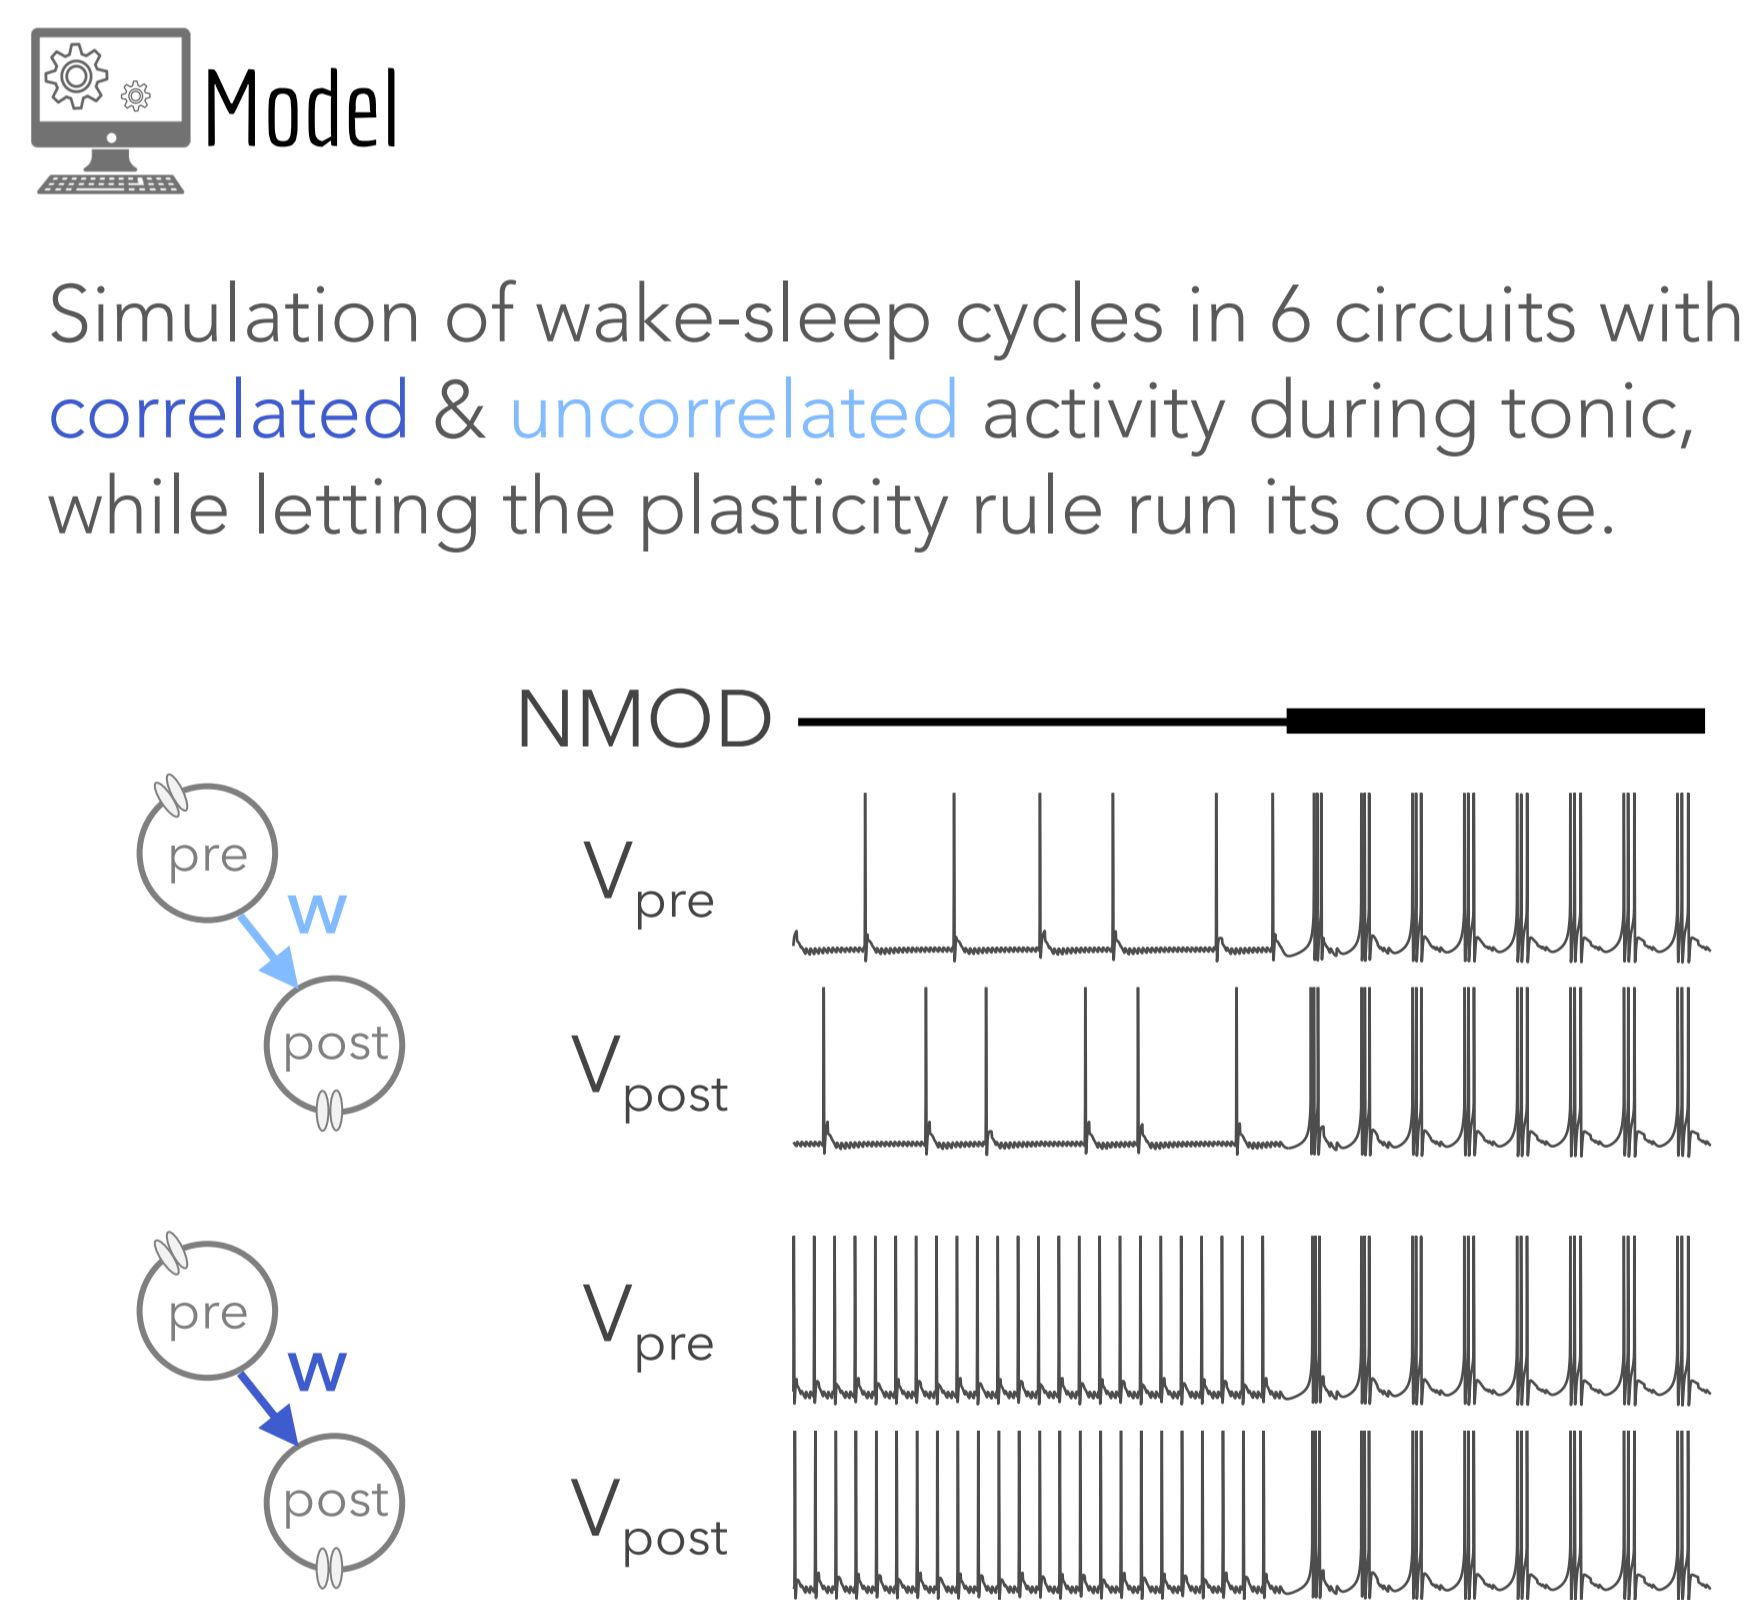 Model
Simulation of wake-sleep cycles in 6 circuits with
correlated & uncorrelated activity during tonic,
while letting the plasticity rule run its course.
NMOD
pre
w
post
Vpre
Vpost
pre
w
post
Vpre
Vpost